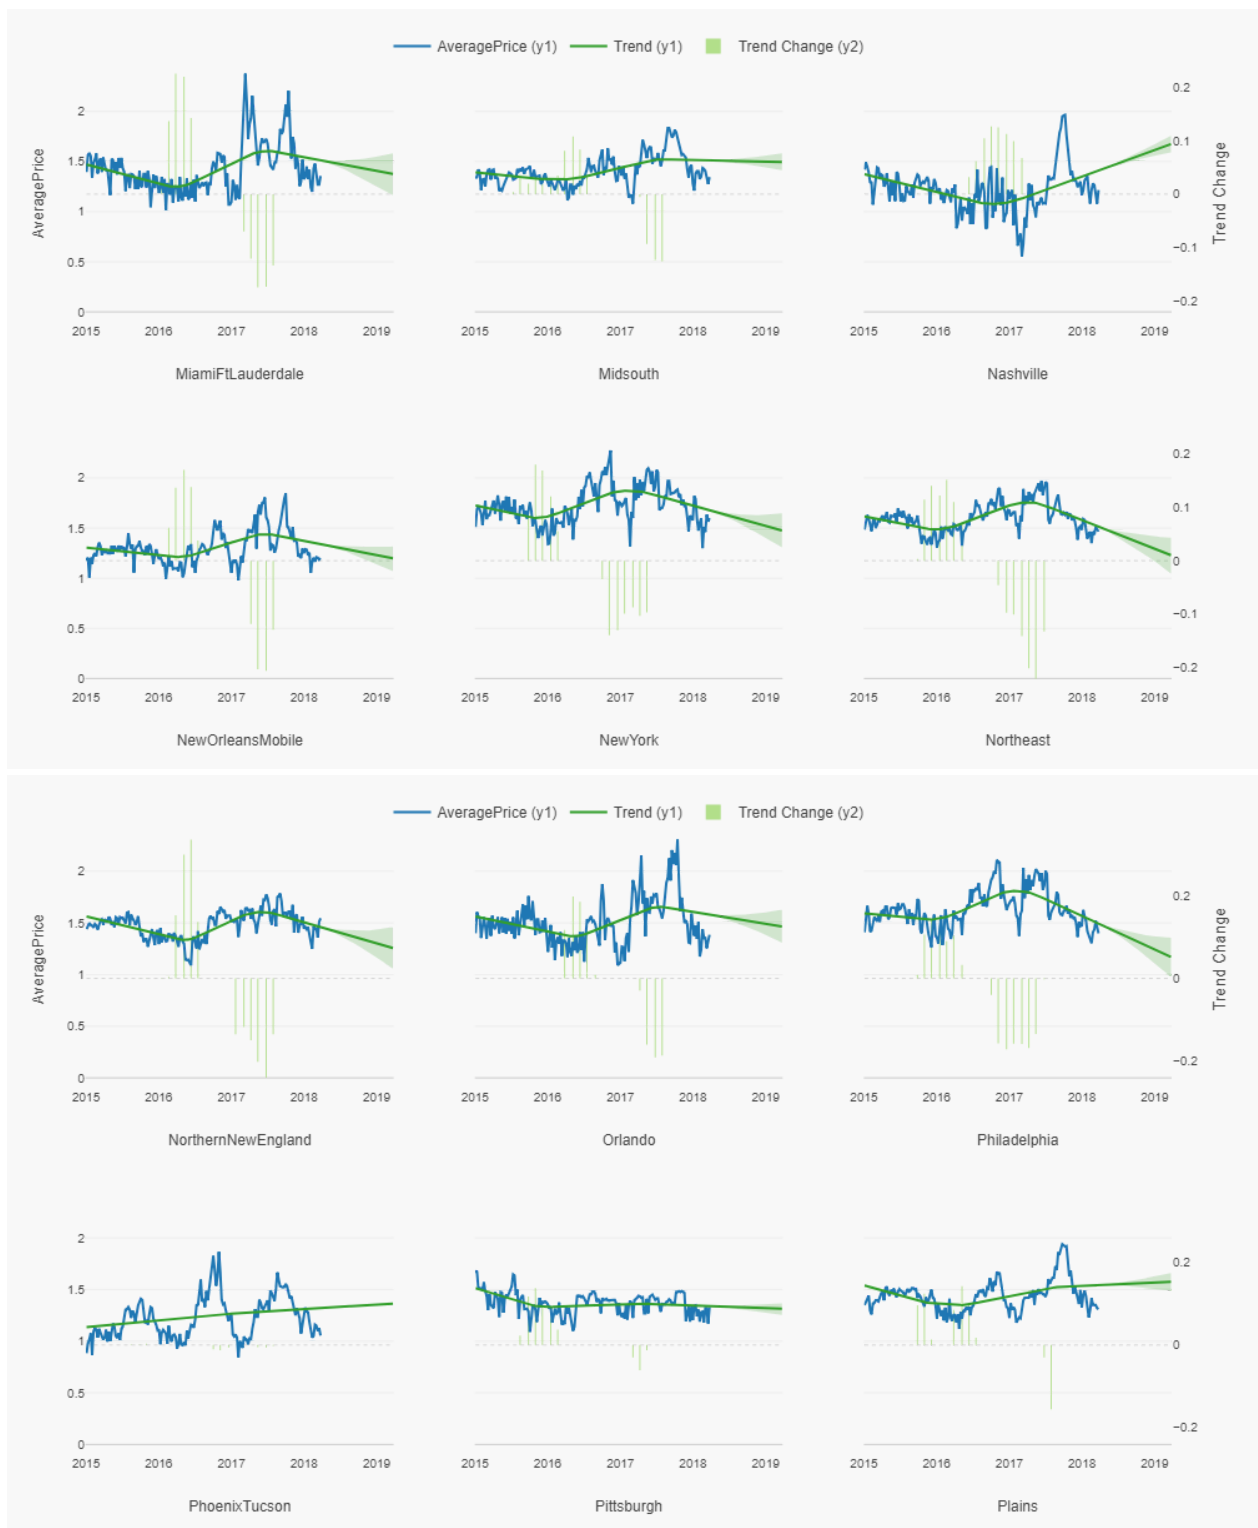 AveragePrice (y1) Trend (y1) Trend Change (y2)
AveragePrice
Trend Change
2
1.5
1
0.5
0
0.2
0.1
0
−0.1
−0.2
2015 2016 2017 2018 2019 2015 2016 2017 2018 2019 2015 2016 2017 2018 2019
MiamiFtLauderdale Midsouth Nashville
2
1.5
1
0.5
0
0.2
0.1
0
−0.1
−0.2
2015 2016 2017 2018 2019 2015 2016 2017 2018 2019 2015 2016 2017 2018 2019
NewOrleansMobile NewYork Northeast
AveragePrice (y1) Trend (y1) Trend Change (y2)
AveragePrice
Trend Change
2
1.5
1
0.5
0
0.2
0
−0.2
2015 2016 2017 2018 2019 2015 2016 2017 2018 2019 2015 2016 2017 2018 2019
NorthernNewEngland Orlando Philadelphia
2
1.5
1
0.5
0
0.2
0
−0.2
2015 2016 2017 2018 2019 2015 2016 2017 2018 2019 2015 2016 2017 2018 2019
PhoenixTucson Pittsburgh Plains